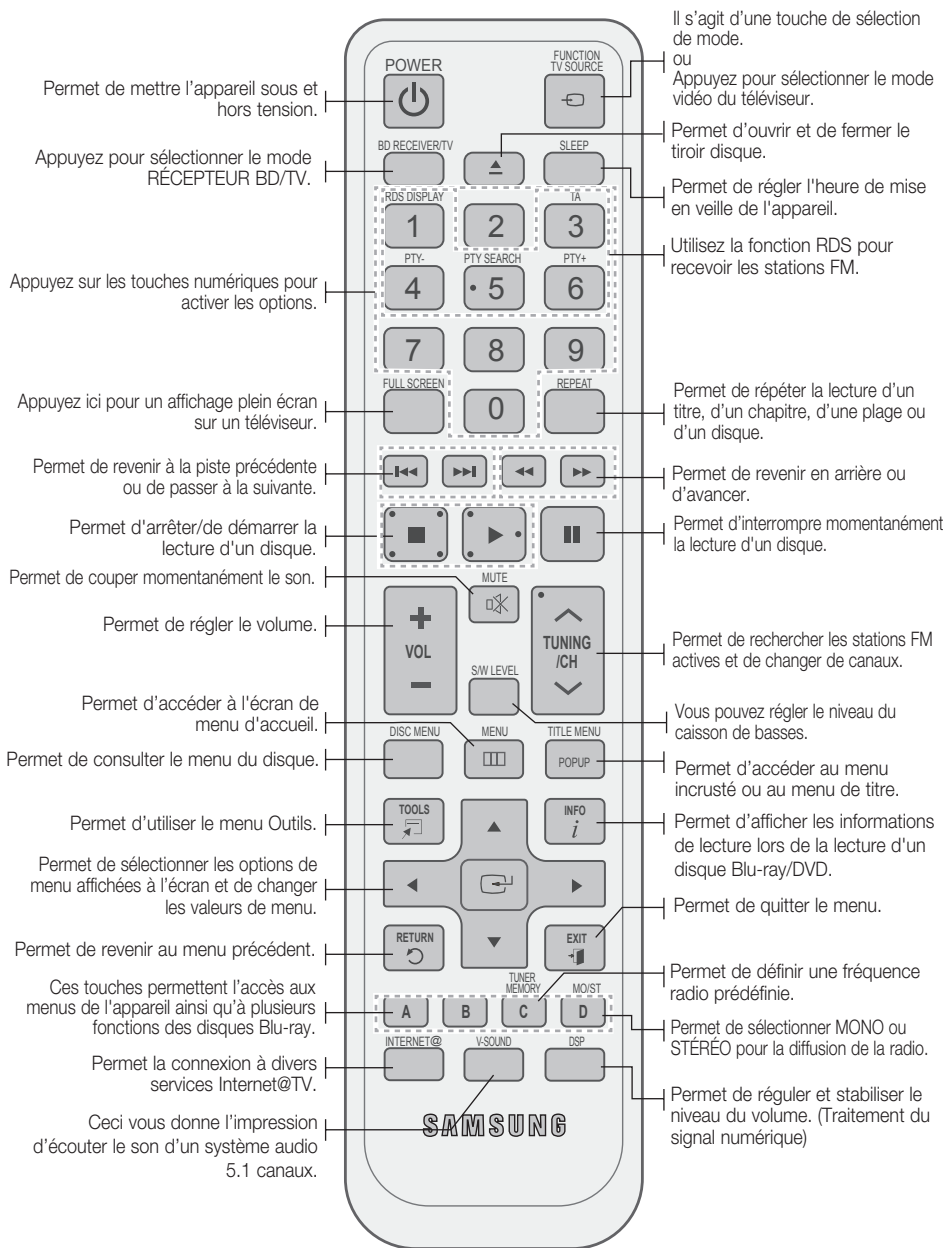 POWER
FUNCTION
TV SOURCE
BD RECEIVER/TV
SLEEP
RDS DISPLAY
TA
1
2
3
PTY-
PTY SEARCH
PTY+
4
5
6
7
8
9
FULL SCREEN
REPEAT
0
MUTE
VOL
TUNING
/CH
S/W LEVEL
DISC MENU
MENU
TITLE MENU
POPUP
TOOLS
INFO
i
RETURN
EXIT
TUNER
MEMORY
MO/ST
A
B
C
D
INTERNET@
V-SOUND
DSP
SAMSUNG
Permet de mettre l’appareil sous et
hors tension.
Appuyez pour sélectionner le mode
RÉCEPTEUR BD/TV.
Appuyez sur les touches numériques pour
activer les options.
Appuyez ici pour un affichage plein écran
sur un téléviseur.
Permet de revenir à la piste précédente
ou de passer à la suivante.
Permet d'arrêter/de démarrer la
lecture d'un disque.
Permet de couper momentanément le son.
Permet de régler le volume.
Permet d’accéder à l'écran de
menu d'accueil.
Permet de consulter le menu du disque.
Permet d’utiliser le menu Outils.
Permet de sélectionner les options de
menu affichées à l’écran et de changer
les valeurs de menu.
Permet de revenir au menu précédent.
Ces touches permettent l’accès aux
menus de l’appareil ainsi qu’à plusieurs
fonctions des disques Blu-ray.
Permet la connexion à divers
services Internet@TV.
Ceci vous donne l’impression
d’écouter le son d’un système audio
5.1 canaux.
Il s’agit d’une touche de sélection
de mode.
ou
Appuyez pour sélectionner le mode
vidéo du téléviseur.
Permet d’ouvrir et de fermer le
tiroir disque.
Permet de régler l'heure de mise
en veille de l'appareil.
Utilisez la fonction RDS pour
recevoir les stations FM.
Permet de répéter la lecture d’un
titre, d’un chapitre, d’une plage ou
d’un disque.
Permet de revenir en arrière ou
d’avancer.
Permet d’interrompre momentanément
la lecture d'un disque.
Permet de rechercher les stations FM
actives et de changer de canaux.
Vous pouvez régler le niveau du
caisson de basses.
Permet d’accéder au menu
incrusté ou au menu de titre.
Permet d’afficher les informations
de lecture lors de la lecture d'un
disque Blu-ray/DVD.
Permet de quitter le menu.
Permet de définir une fréquence
radio prédéfinie.
Permet de sélectionner MONO ou
STÉRÉO pour la diffusion de la radio.
Permet de réguler et stabiliser le
niveau du volume. (Traitement du
signal numérique)